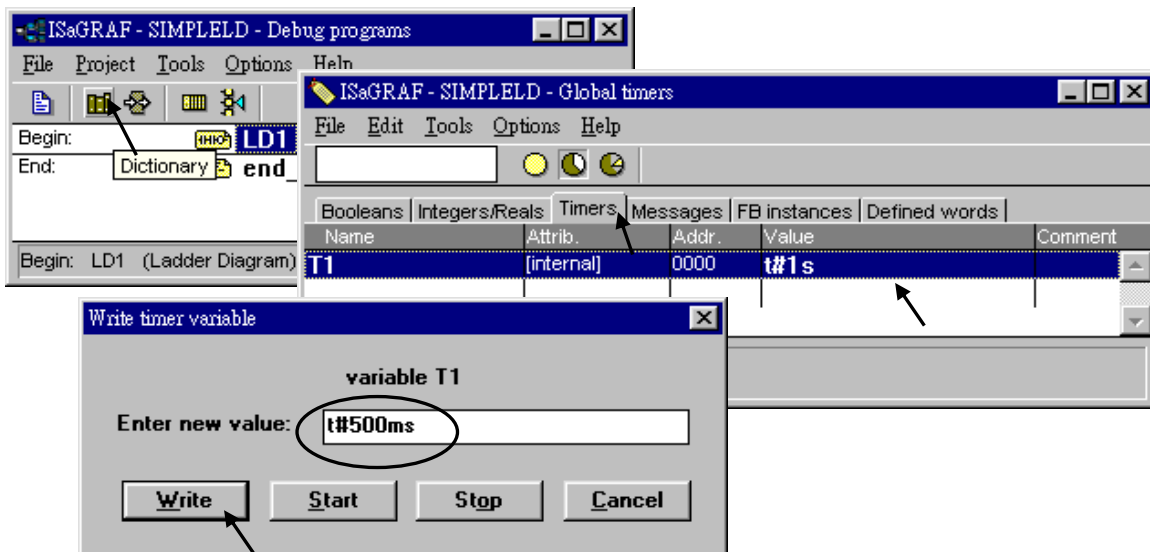 ISaGRAF - SIMPLELD - Debug programs
File Project Tools Options Help
Begin: LD1
End: end_
Dictionary
Begin: LD1 (Ladder Diagram)
ISaGRAF - SIMPLELD - Global timers
File Edit Tools Options Help
Booleans Integers/Reals Timers Messages FB instances Defined words
Name Attrib. Addr. Value Comment
T1 [internal] 0000 t#1s
Write timer variable
variable T1
Enter new value: t#500ms
Write Start Stop Cancel